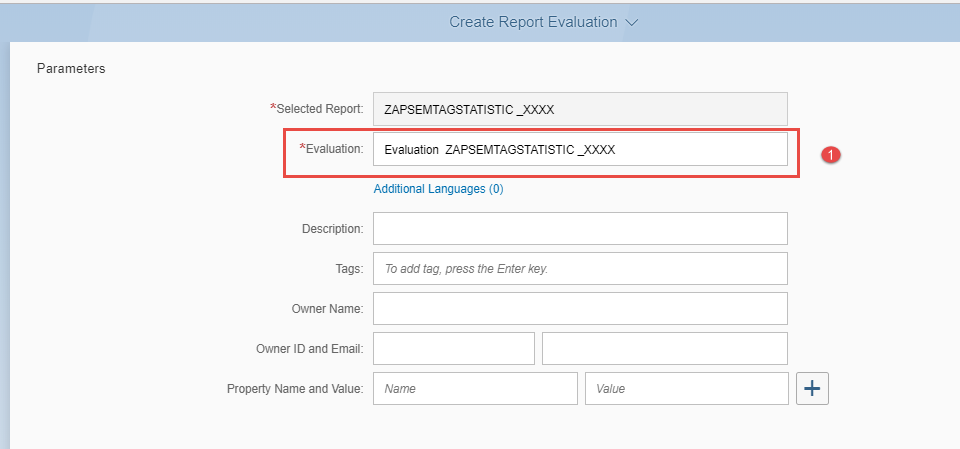 Create Report Evaluation
Parameters
*Selected Report: ZAPSEMTAGSTATISTIC _XXXX
*Evaluation: Evaluation ZAPSEMTAGSTATISTIC _XXXX
1
Additional Languages (0)
Description:
Tags: To add tag, press the Enter key.
Owner Name:
Owner ID and Email:
Property Name and Value: Name Value +